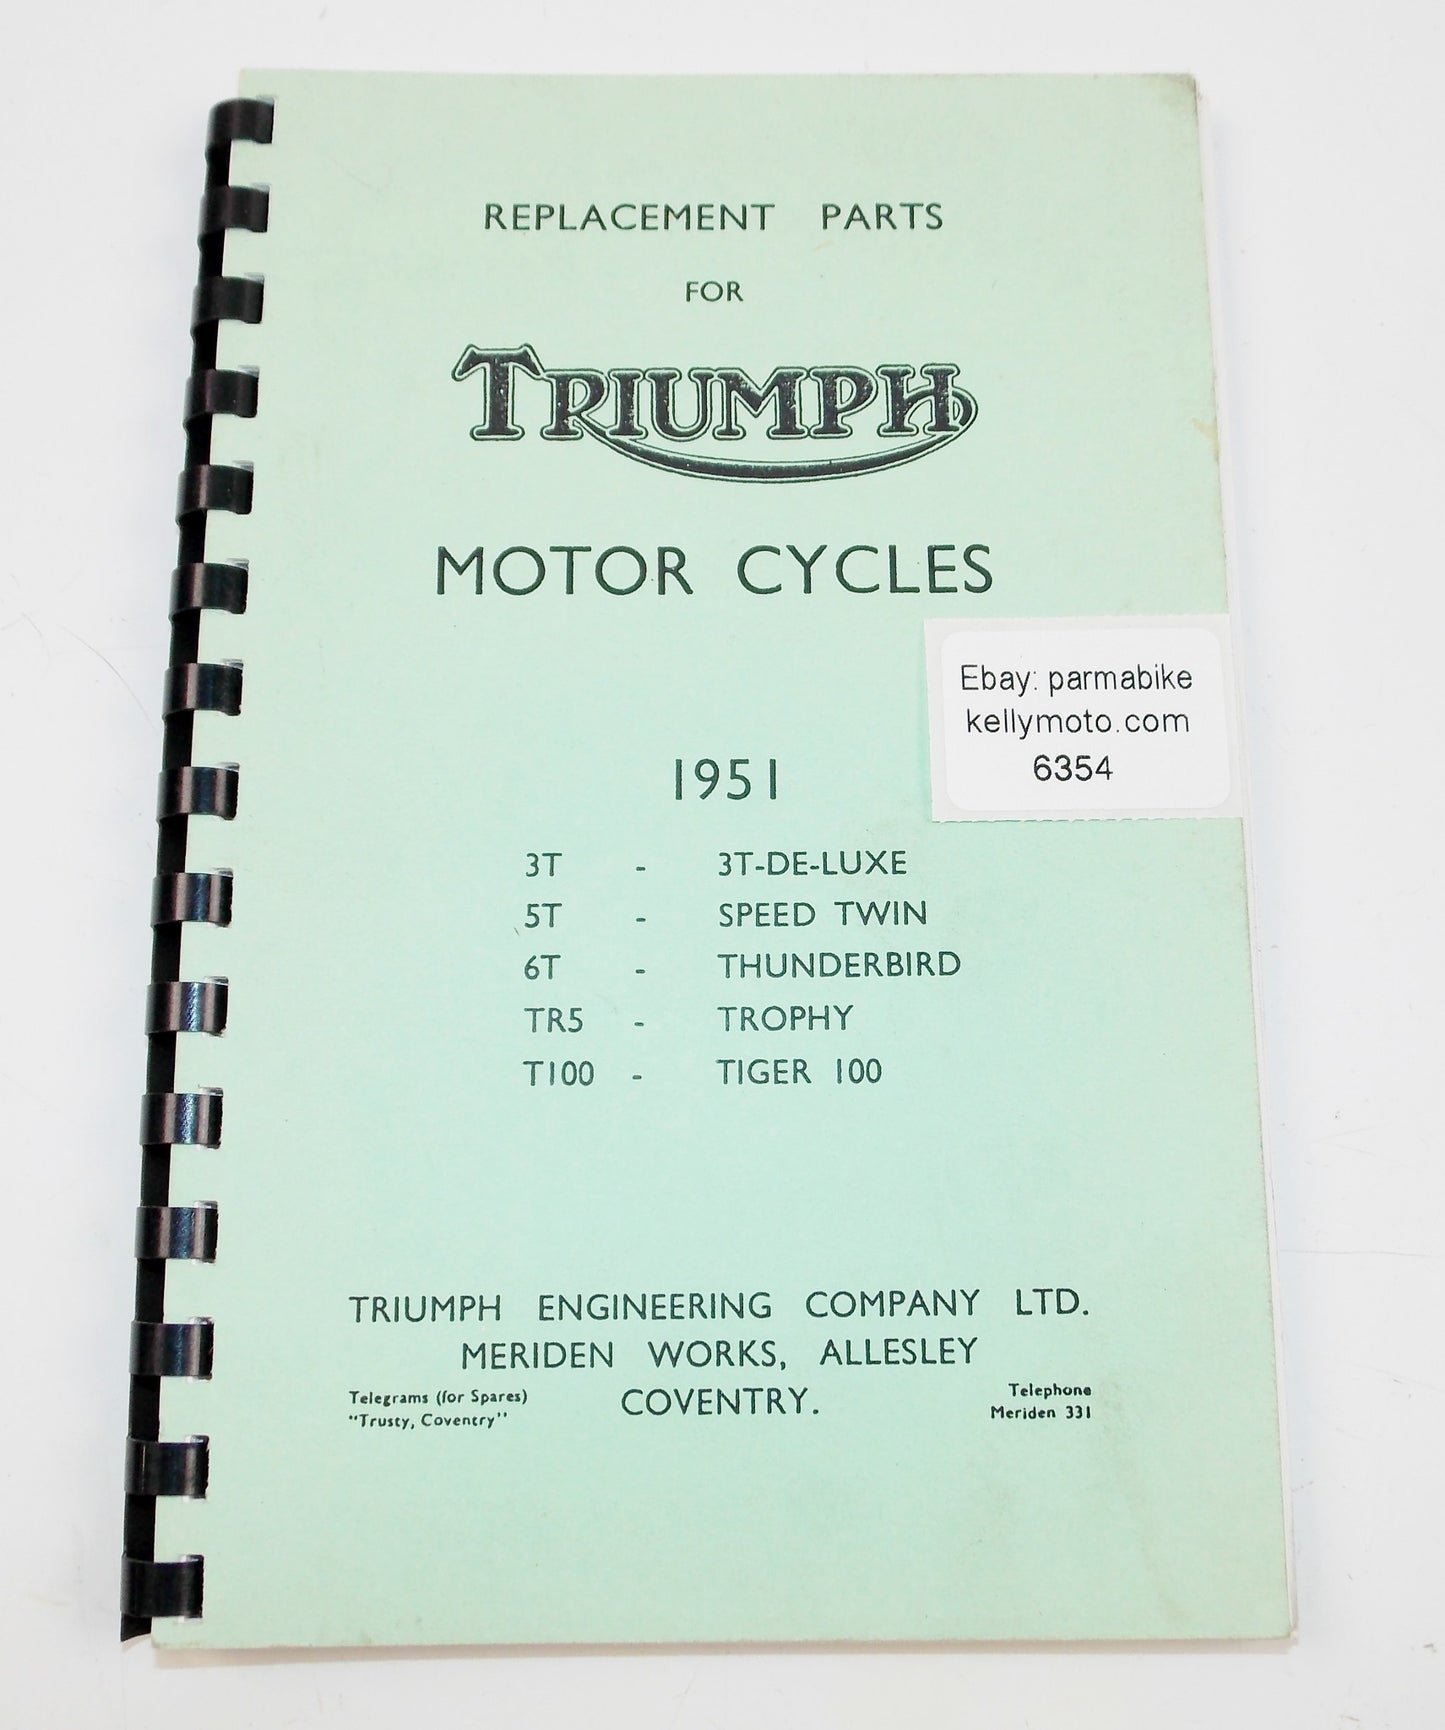 REPLACEMENT PARTS
FOR
TRIUMPH
MOTOR CYCLES
Ebay: parmabike
kellymoto.com
6354
1951
3T - 3T-DE-LUXE
5T - SPEED TWIN
6T - THUNDERBIRD
TR5 - TROPHY
T100 - TIGER 100
TRIUMPH ENGINEERING COMPANY LTD.
MERIDEN WORKS, ALLESLEY
COVENTRY.
Telegrams (for Spares)
"Trusty, Coventry"
Telephone
Meriden 331